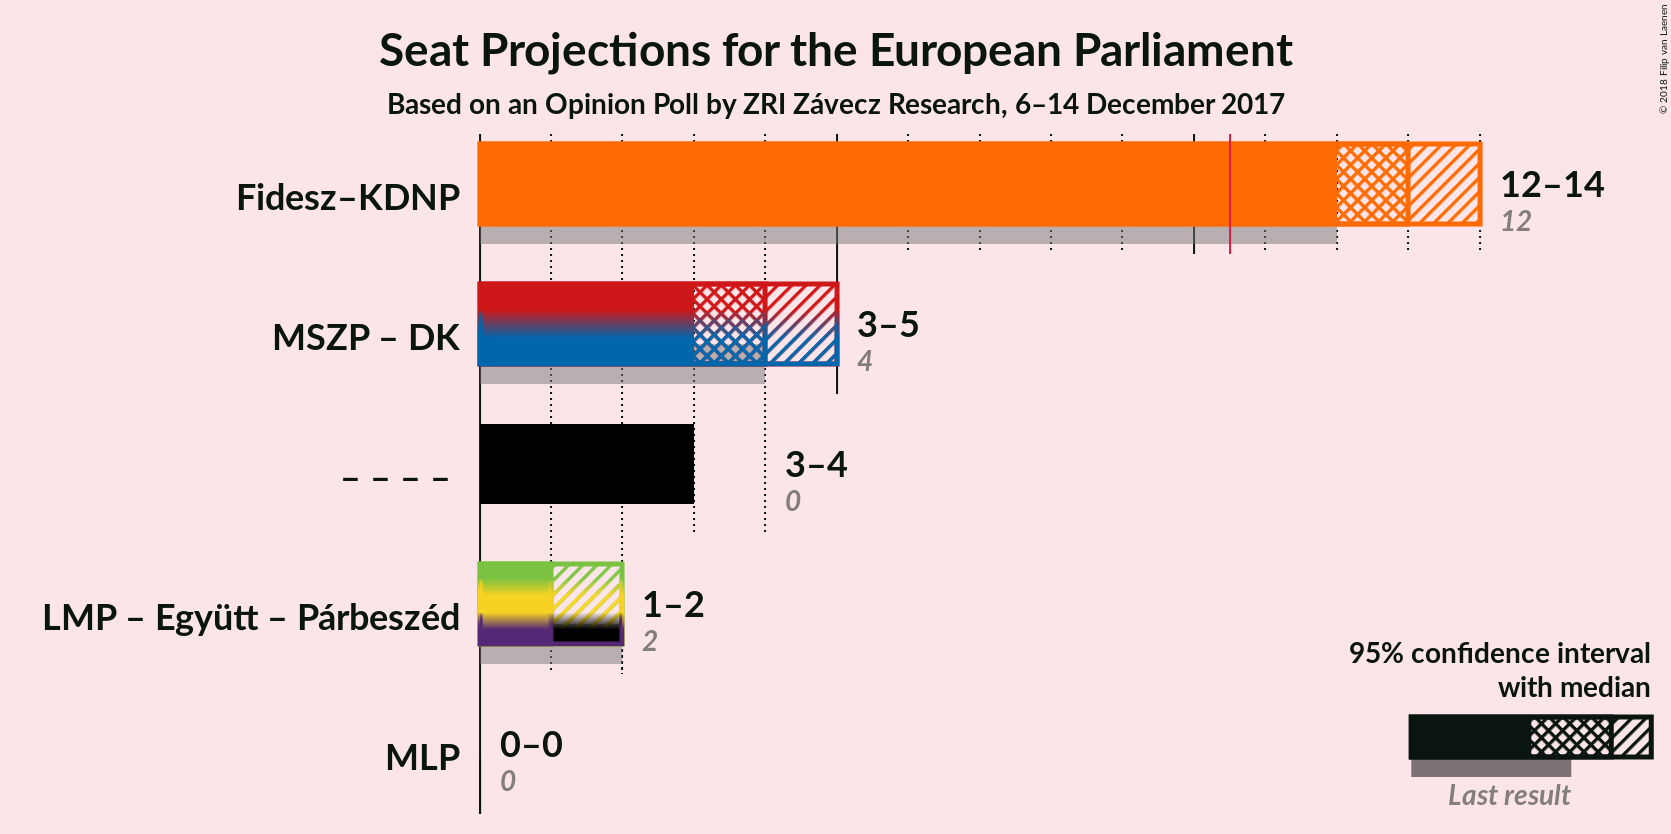 Seat Projections for the European Parliament
Based on an Opinion Poll by ZRI Závecz Research, 6–14 December 2017
© 2018 Filip van Laenen
Fidesz–KDNP
12–14
12
MSZP – DK
3–5
4
– – – –
3–4
0
LMP – Együtt – Párbeszéd
1–2
2
MLP
0–0
0
95% confidence interval
with median
Last result